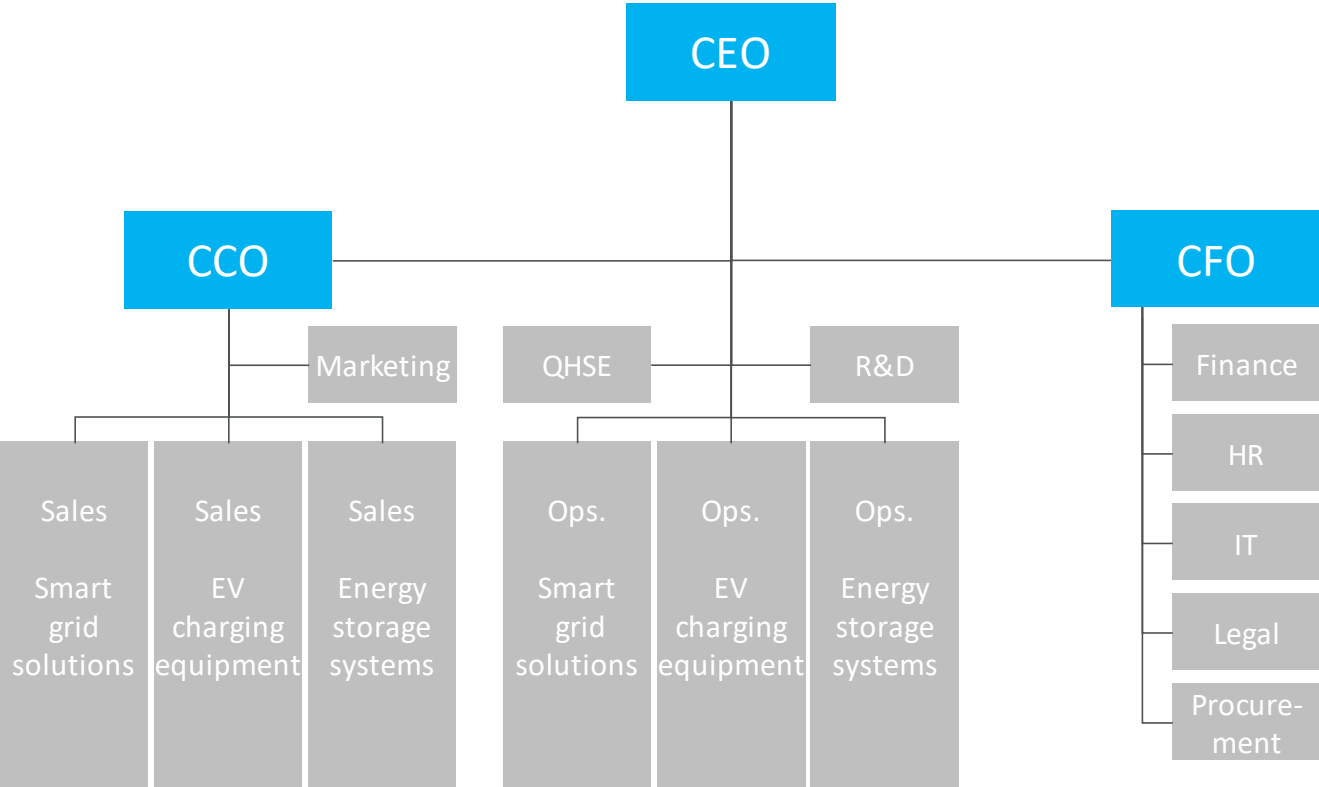 CEO
CCO
CFO
Marketing
QHSE
R&D
Finance
HR
IT
Legal
Procure-
ment
Sales
Smart
grid
solutions
Sales
EV
charging
equipment
Sales
Energy
storage
systems
Ops.
Smart
grid
solutions
Ops.
EV
charging
equipment
Ops.
Energy
storage
systems